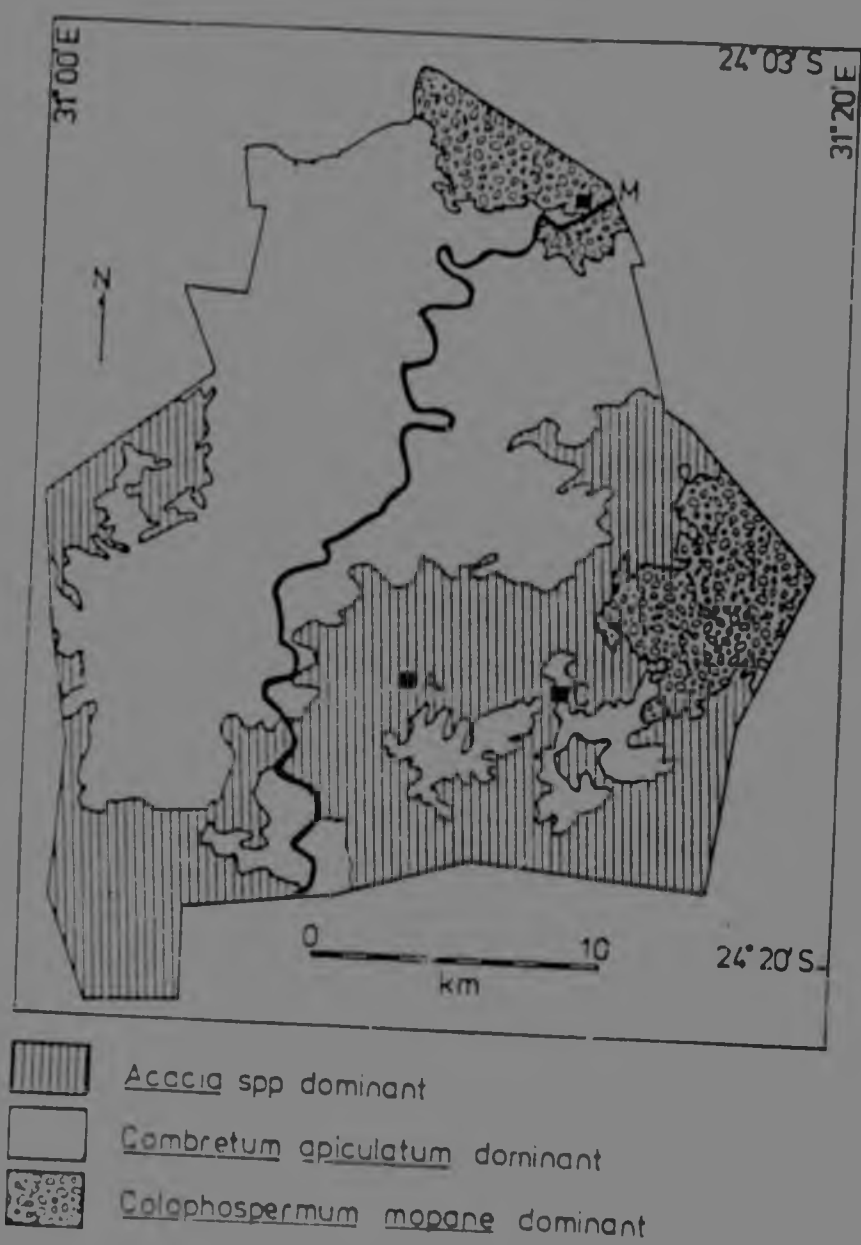 31°00'E
24°03'S
31°20'E
N
M
A
C
0 10
km
24°20'S
Acacia spp dominant
Combretum apiculatum dominant
Colophospermum mopane dominant